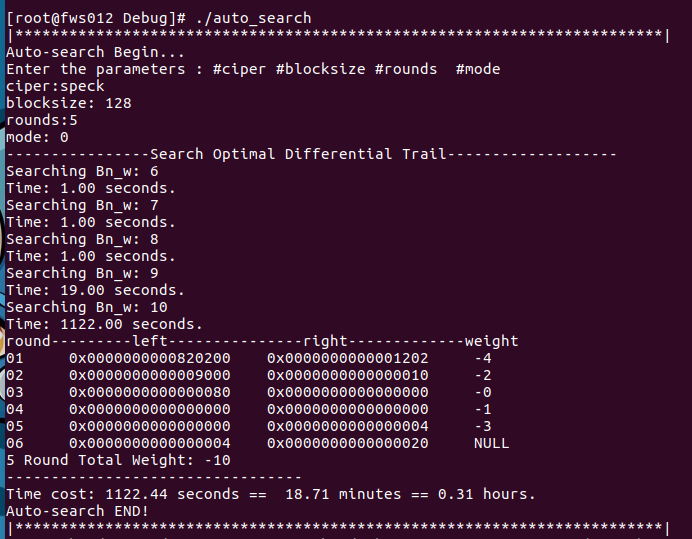 [root@fws012 Debug]# ./auto_search
|************************************************************************|
Auto-search Begin...
Enter the parameters : #ciper #blocksize #rounds  #mode
ciper:speck
blocksize: 128
rounds:5
mode: 0
----------------Search Optimal Differential Trail-------------------
Searching Bn_w: 6
Time: 1.00 seconds.
Searching Bn_w: 7
Time: 1.00 seconds.
Searching Bn_w: 8
Time: 1.00 seconds.
Searching Bn_w: 9
Time: 19.00 seconds.
Searching Bn_w: 10
Time: 1122.00 seconds.
round---------left---------------right-------------weight
01     0x0000000000820200    0x0000000000001202     -4
02     0x0000000000009000    0x0000000000000010     -2
03     0x0000000000000080    0x0000000000000000     -0
04     0x0000000000000000    0x0000000000000000     -1
05     0x0000000000000000    0x0000000000000004     -3
06     0x0000000000000004    0x0000000000000020     NULL
5 Round Total Weight: -10
---------------------------------
Time cost: 1122.44 seconds ==  18.71 minutes == 0.31 hours.
Auto-search END!
|************************************************************************|